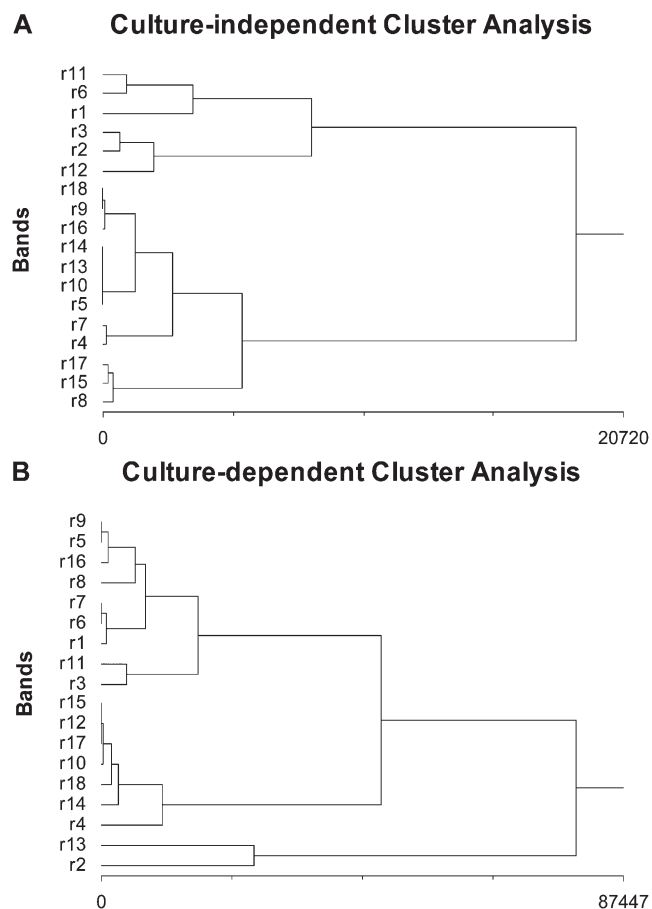 A Culture-independent Cluster Analysis
Bands
r11
r6
r1
r3
r2
r12
r18
r9
r16
r14
r13
r10
r5
r7
r4
r17
r15
r8
0 20720
B Culture-dependent Cluster Analysis
Bands
r9
r5
r16
r8
r7
r6
r1
r11
r3
r15
r12
r17
r10
r18
r14
r4
r13
r2
0 87447